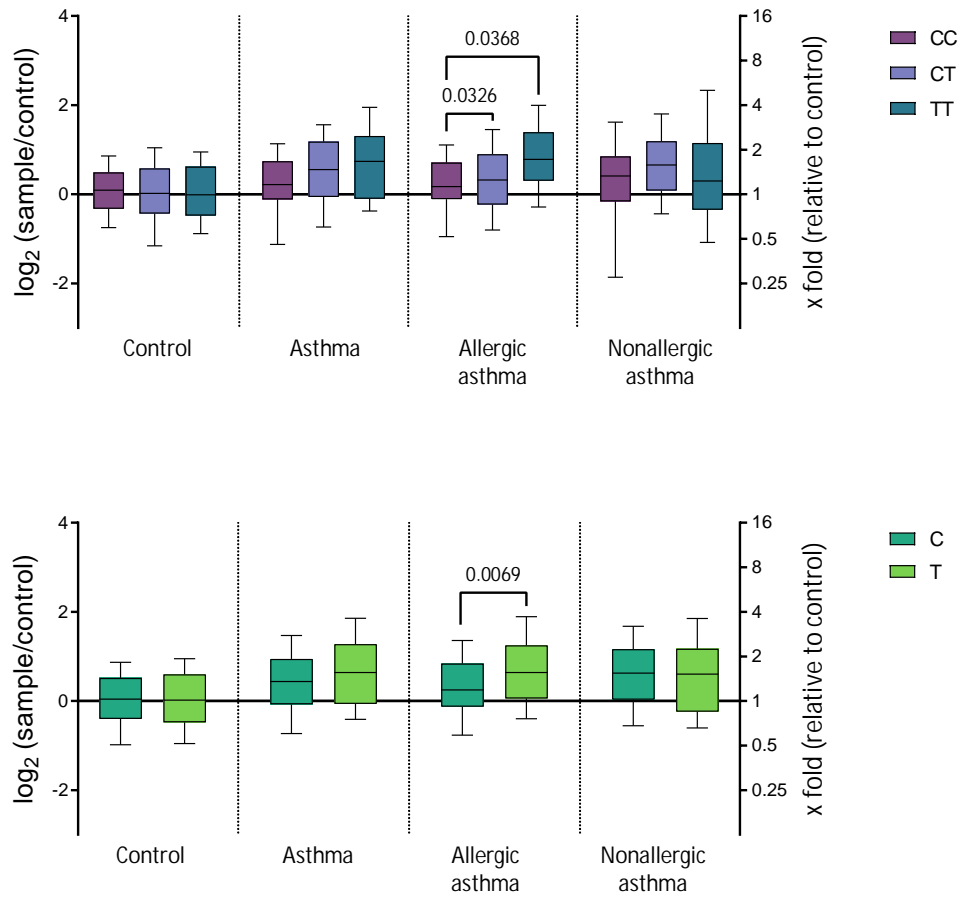 4
2
0
-2
log2 (sample/control)
0.0368
0.0326
16
8
4
2
1
0.5
0.25
x fold (relative to control)
CC
CT
TT
Control
Asthma
Allergic
asthma
Nonallergic
asthma
4
2
0
-2
log2 (sample/control)
0.0069
16
8
4
2
1
0.5
0.25
x fold (relative to control)
C
T
Control
Asthma
Allergic
asthma
Nonallergic
asthma